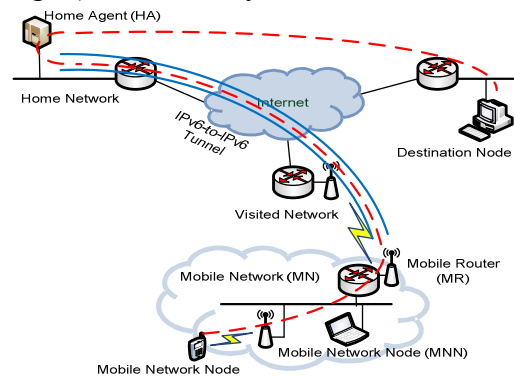 Home Agent (HA)
Home Network
Internet
IPv6-to-IPv6
Tunnel
Destination Node
Visited Network
Mobile Network (MN)
Mobile Router
(MR)
Mobile Network Node (MNN)
Mobile Network Node